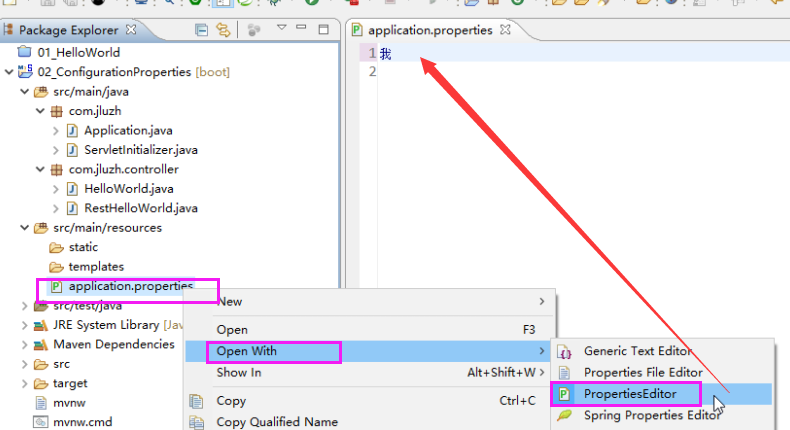 Package Explorer
01_HelloWorld
02_ConfigurationProperties [boot]
src/main/java
com.jluzh
Application.java
ServletInitializer.java
com.jluzh.controller
HelloWorld.java
RestHelloWorld.java
src/main/resources
static
templates
application.properties
src/test/java
JRE System Library [Jav
Maven Dependencies
src
target
mvnw
mvnw.cmd
application.properties
1 我
2
New
Open F3
Open With
Show In Alt+Shift+W
Copy Ctrl+C
Copy Qualified Name
Generic Text Editor
Properties File Editor
PropertiesEditor
Spring Properties Editor